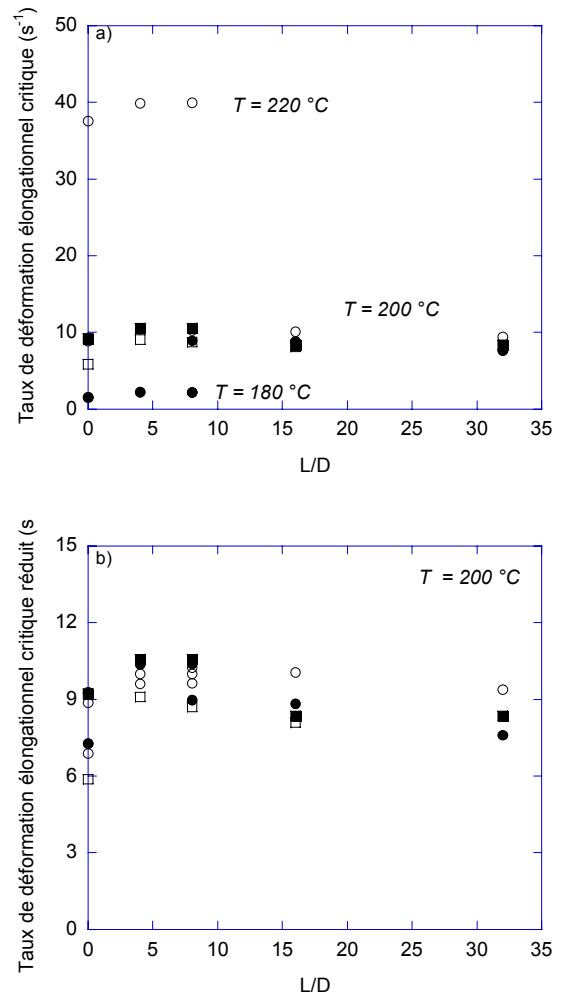 Taux de déformation élongationnel critique (s⁻¹)
50
a)
40
T = 220 °C
30
20
T = 200 °C
10
T = 180 °C
0
0 5 10 15 20 25 30 35
L/D
Taux de déformation élongationnel critique réduit (s
15
b)
T = 200 °C
12
9
6
3
0
0 5 10 15 20 25 30 35
L/D